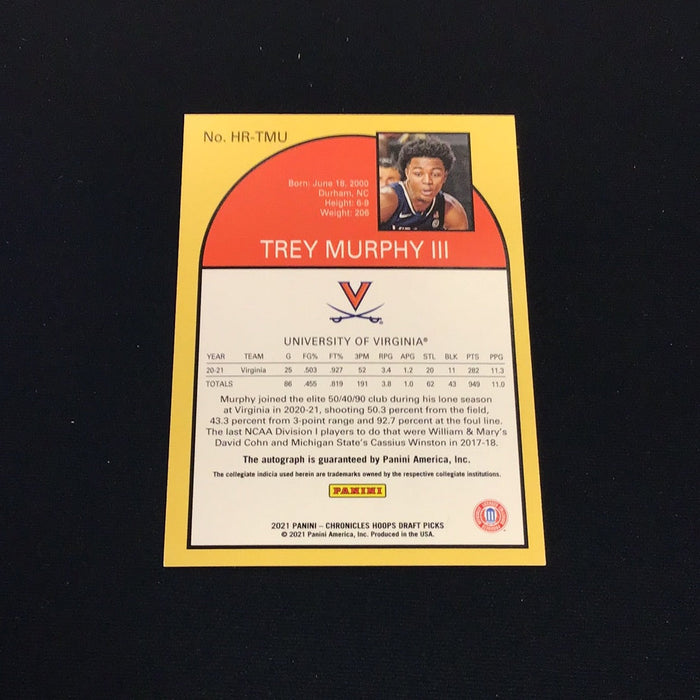 No. HR-TMU
Born: June 18, 2000
Durham, NC
Height: 6-9
Weight: 206
TREY MURPHY III
UNIVERSITY OF VIRGINIA®
YEAR TEAM G FG% FT% 3PM RPG APG STL BLK PTS PPG
20-21 Virginia 25 .503 .927 52 3.4 1.2 20 11 282 11.3
TOTALS 86 .455 .819 191 3.8 1.0 62 43 949 11.0
Murphy joined the elite 50/40/90 club during his lone season
at Virginia in 2020-21, shooting 50.3 percent from the field,
43.3 percent from 3-point range and 92.7 percent at the foul line.
The last NCAA Division I players to do that were William & Mary's
David Cohn and Michigan State's Cassius Winston in 2017-18.
The autograph is guaranteed by Panini America, Inc.
The collegiate indicia used herein are trademarks owned by the respective collegiate institutions.
PANINI
2021 PANINI – CHRONICLES HOOPS DRAFT PICKS
© 2021 Panini America, Inc. Produced in the USA.